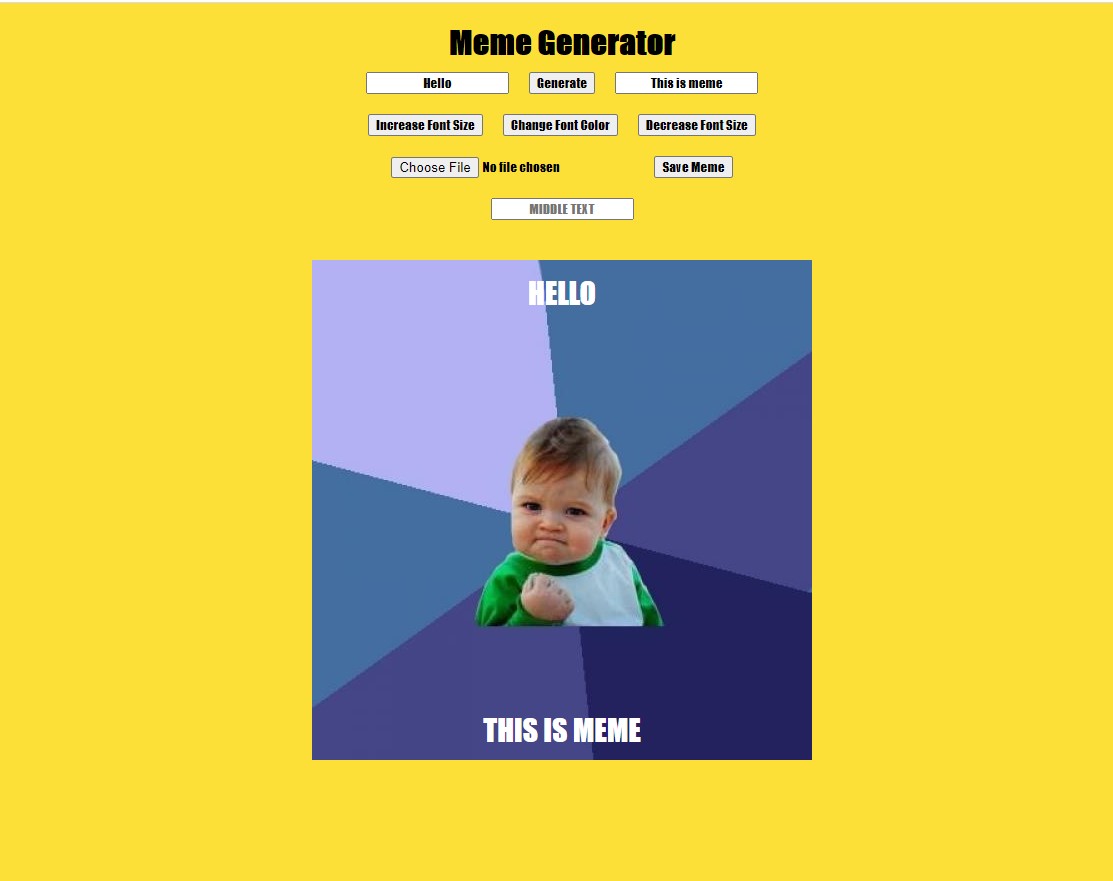 Meme Generator
Hello Generate This is meme
Increase Font Size Change Font Color Decrease Font Size
Choose File No file chosen Save Meme
MIDDLE TEXT
HELLO
THIS IS MEME